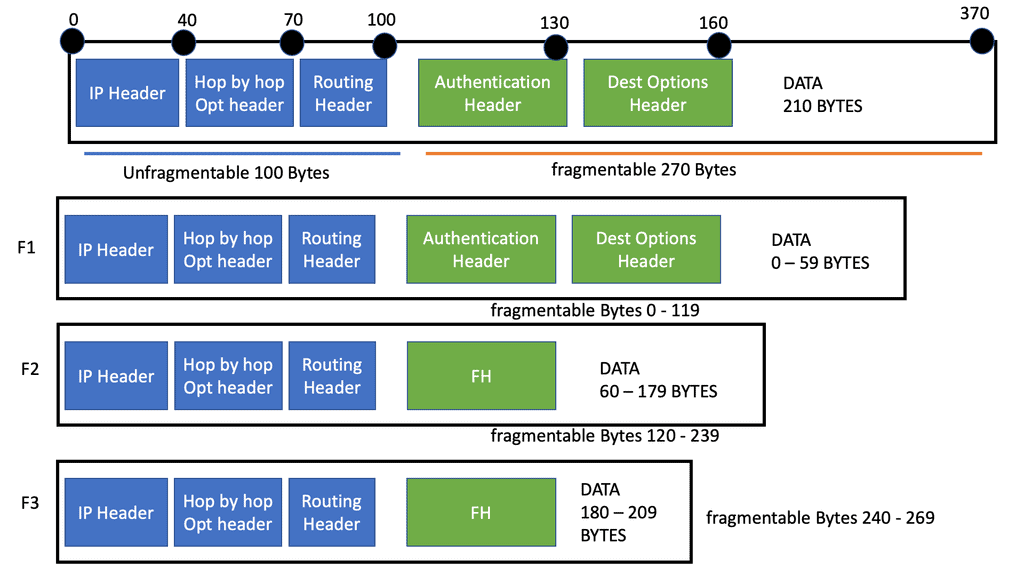 0 40 70 100 130 160 370
IP Header
Hop by hop
Opt header
Routing
Header
Authentication
Header
Dest Options
Header
DATA
210 BYTES
Unfragmentable 100 Bytes
fragmentable 270 Bytes
F1
IP Header
Hop by hop
Opt header
Routing
Header
Authentication
Header
Dest Options
Header
DATA
0 – 59 BYTES
fragmentable Bytes 0 - 119
F2
IP Header
Hop by hop
Opt header
Routing
Header
FH
DATA
60 – 179 BYTES
fragmentable Bytes 120 - 239
F3
IP Header
Hop by hop
Opt header
Routing
Header
FH
DATA
180 – 209
BYTES
fragmentable Bytes 240 - 269